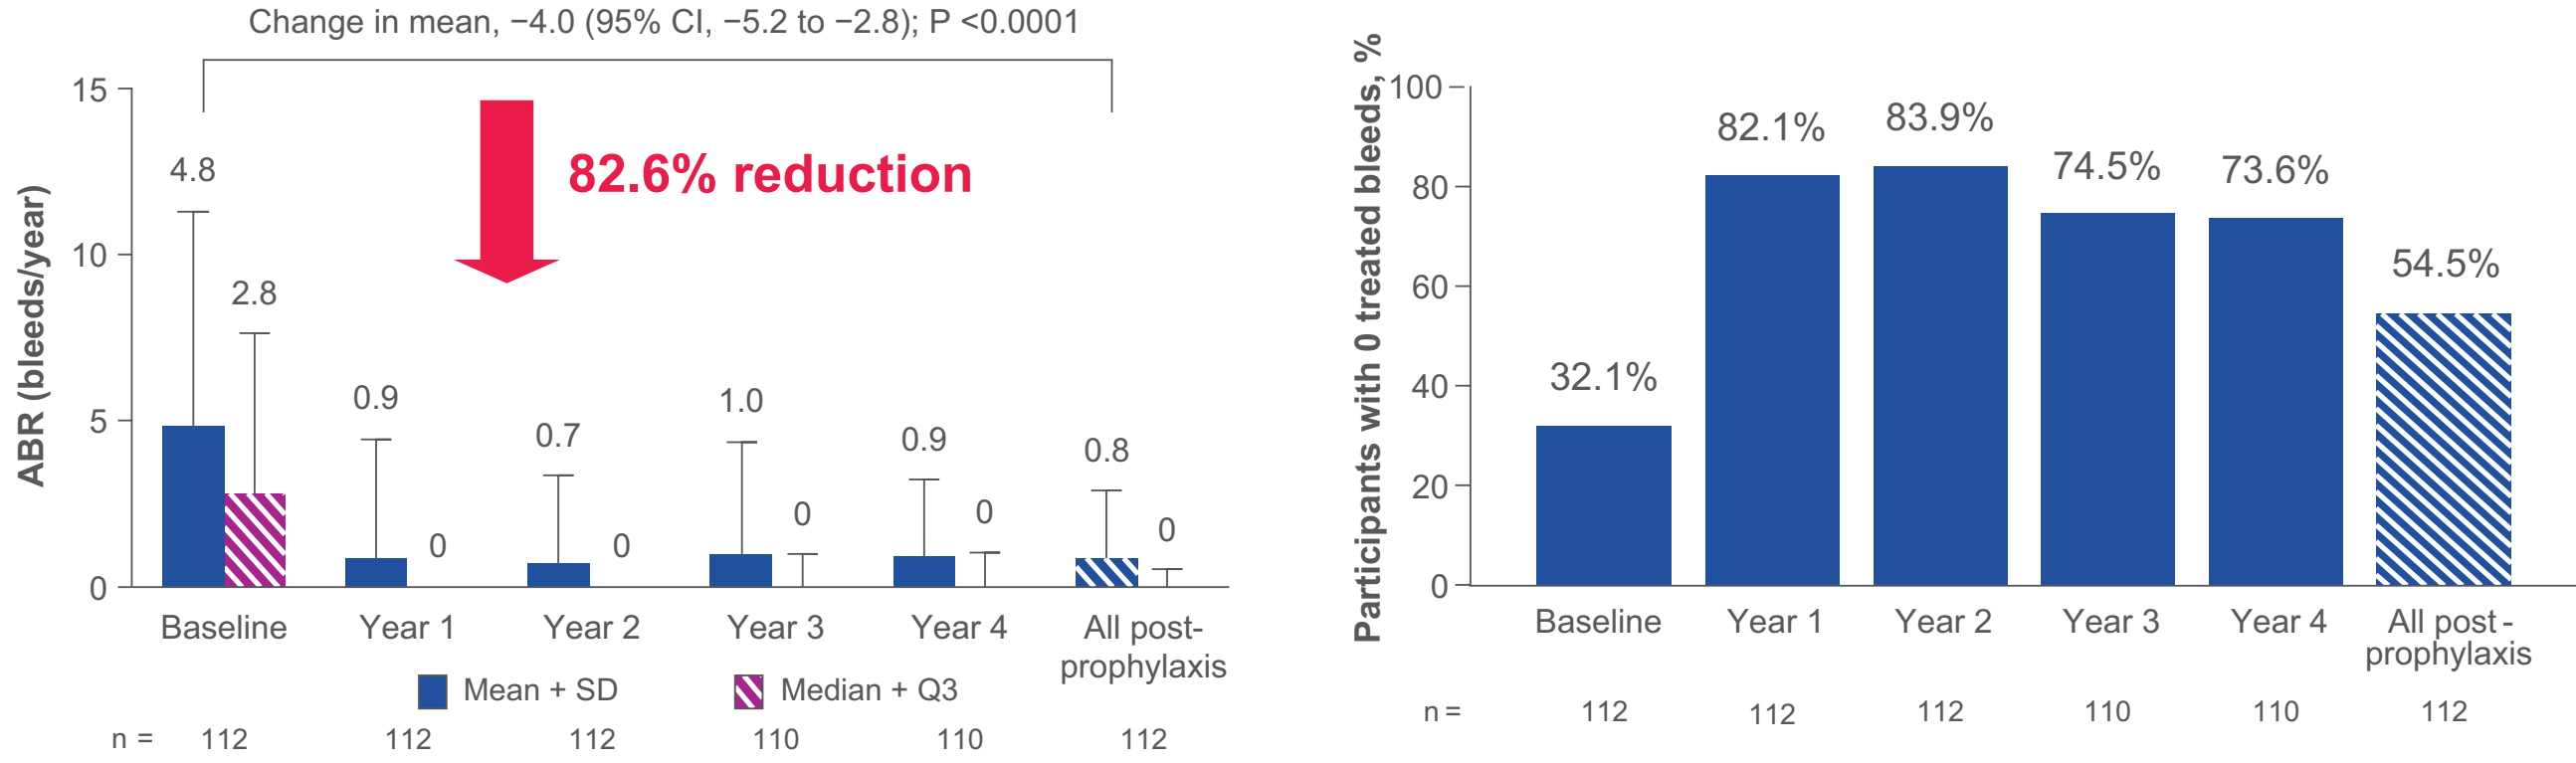 Change in mean, −4.0 (95% CI, −5.2 to −2.8); P <0.0001
82.6% reduction
ABR (bleeds/year)
15
10
5
0
4.8
2.8
0.9
0
0.7
0
1.0
0
0.9
0
0.8
0
Baseline
Year 1
Year 2
Year 3
Year 4
All post-
prophylaxis
Mean + SD
Median + Q3
n = 112 112 112 110 110 112
Participants with 0 treated bleeds, %
100
80
60
40
20
0
32.1%
82.1%
83.9%
74.5%
73.6%
54.5%
Baseline
Year 1
Year 2
Year 3
Year 4
All post -
prophylaxis
n = 112 112 112 110 110 112